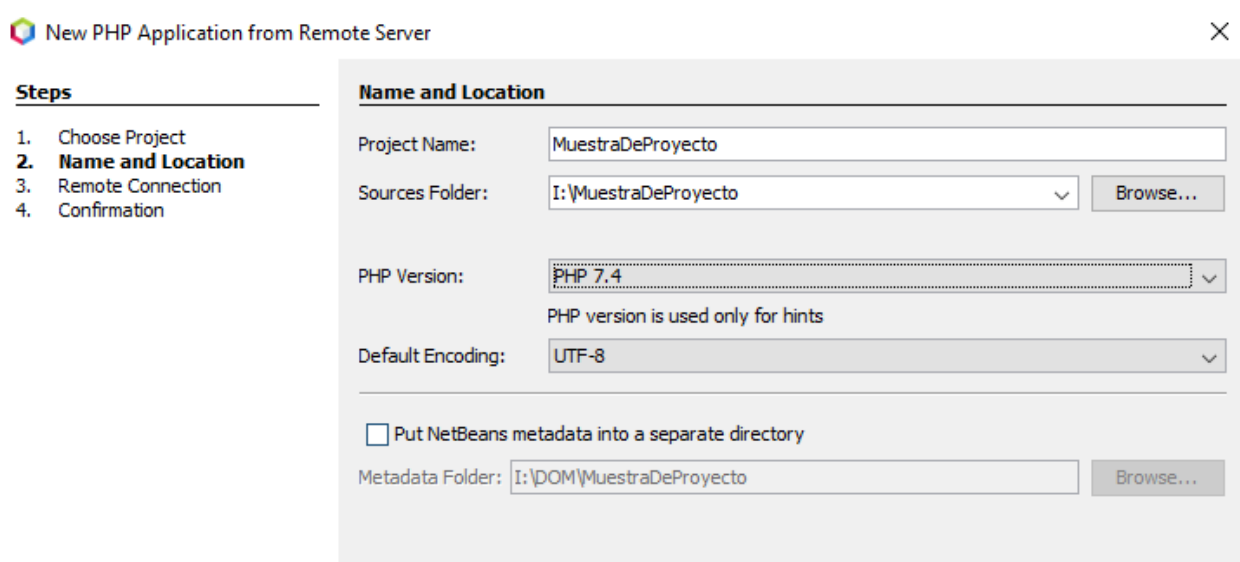 New PHP Application from Remote Server
Steps
1. Choose Project
2. Name and Location
3. Remote Connection
4. Confirmation
Name and Location
Project Name: MuestraDeProyecto
Sources Folder: I:\MuestraDeProyecto Browse...
PHP Version: PHP 7.4
PHP version is used only for hints
Default Encoding: UTF-8
Put NetBeans metadata into a separate directory
Metadata Folder: I:\DOM\MuestraDeProyecto Browse...